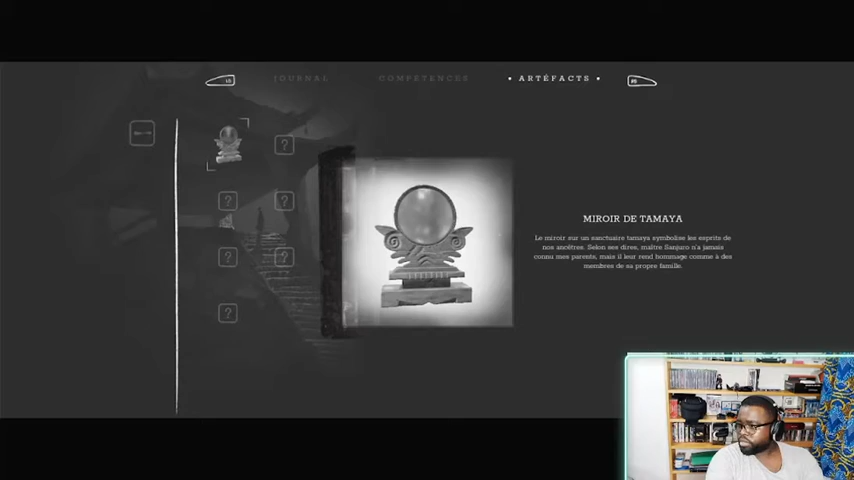 JOURNAL
COMPÉTENCES
• ARTÉFACTS •
?
? ?
? ?
?
MIROIR DE TAMAYA
Le miroir sur un sanctuaire tamaya symbolise les esprits de
nos ancêtres. Selon ses dires, maître Sanjuro n'a jamais
connu mes parents, mais il leur rend hommage comme à des
membres de sa propre famille.